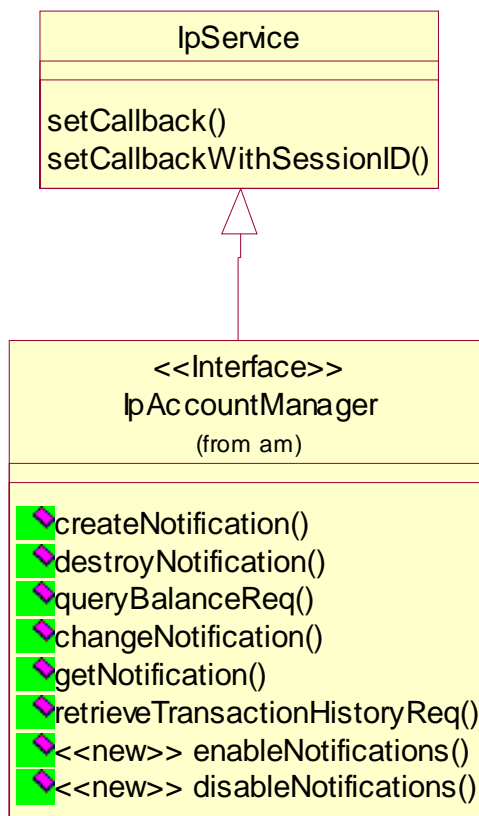 IpService
setCallback()
setCallbackWithSessionID()
<<Interface>>
IpAccountManager
(from am)
createNotification()
destroyNotification()
queryBalanceReq()
changeNotification()
getNotification()
retrieveTransactionHistoryReq()
<<new>> enableNotifications()
<<new>> disableNotifications()